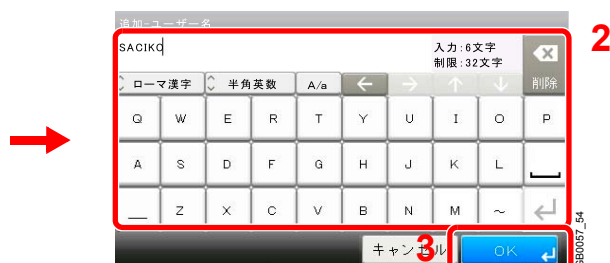 追加-ユーザー名
2
SACIKO
入力:6文字
制限:32文字
削除
ローマ漢字 半角英数 A/a ← → ↑ ↓
Q W E R T Y U I O P
A S D F G H J K L
_ Z X C V B N M ~
キャンセル 3 OK
GB0057_54